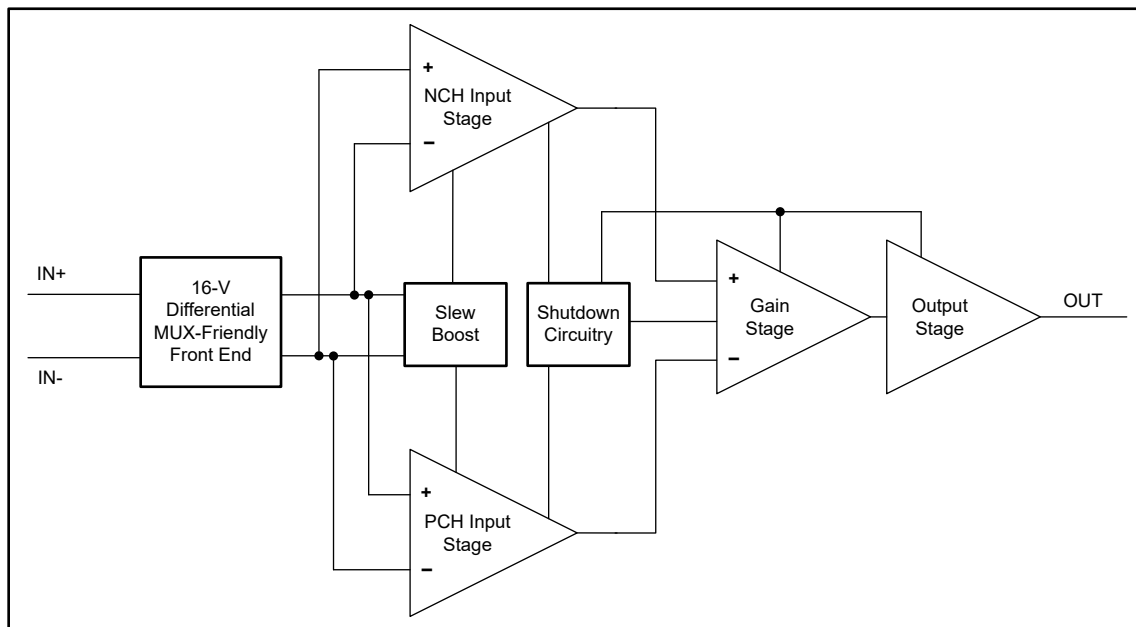 +
NCH Input
Stage
−
IN+
16-V
Differential
MUX-Friendly
Front End
IN-
Slew
Boost
Shutdown
Circuitry
+
Gain
Stage
−
Output
Stage
OUT
+
PCH Input
Stage
−